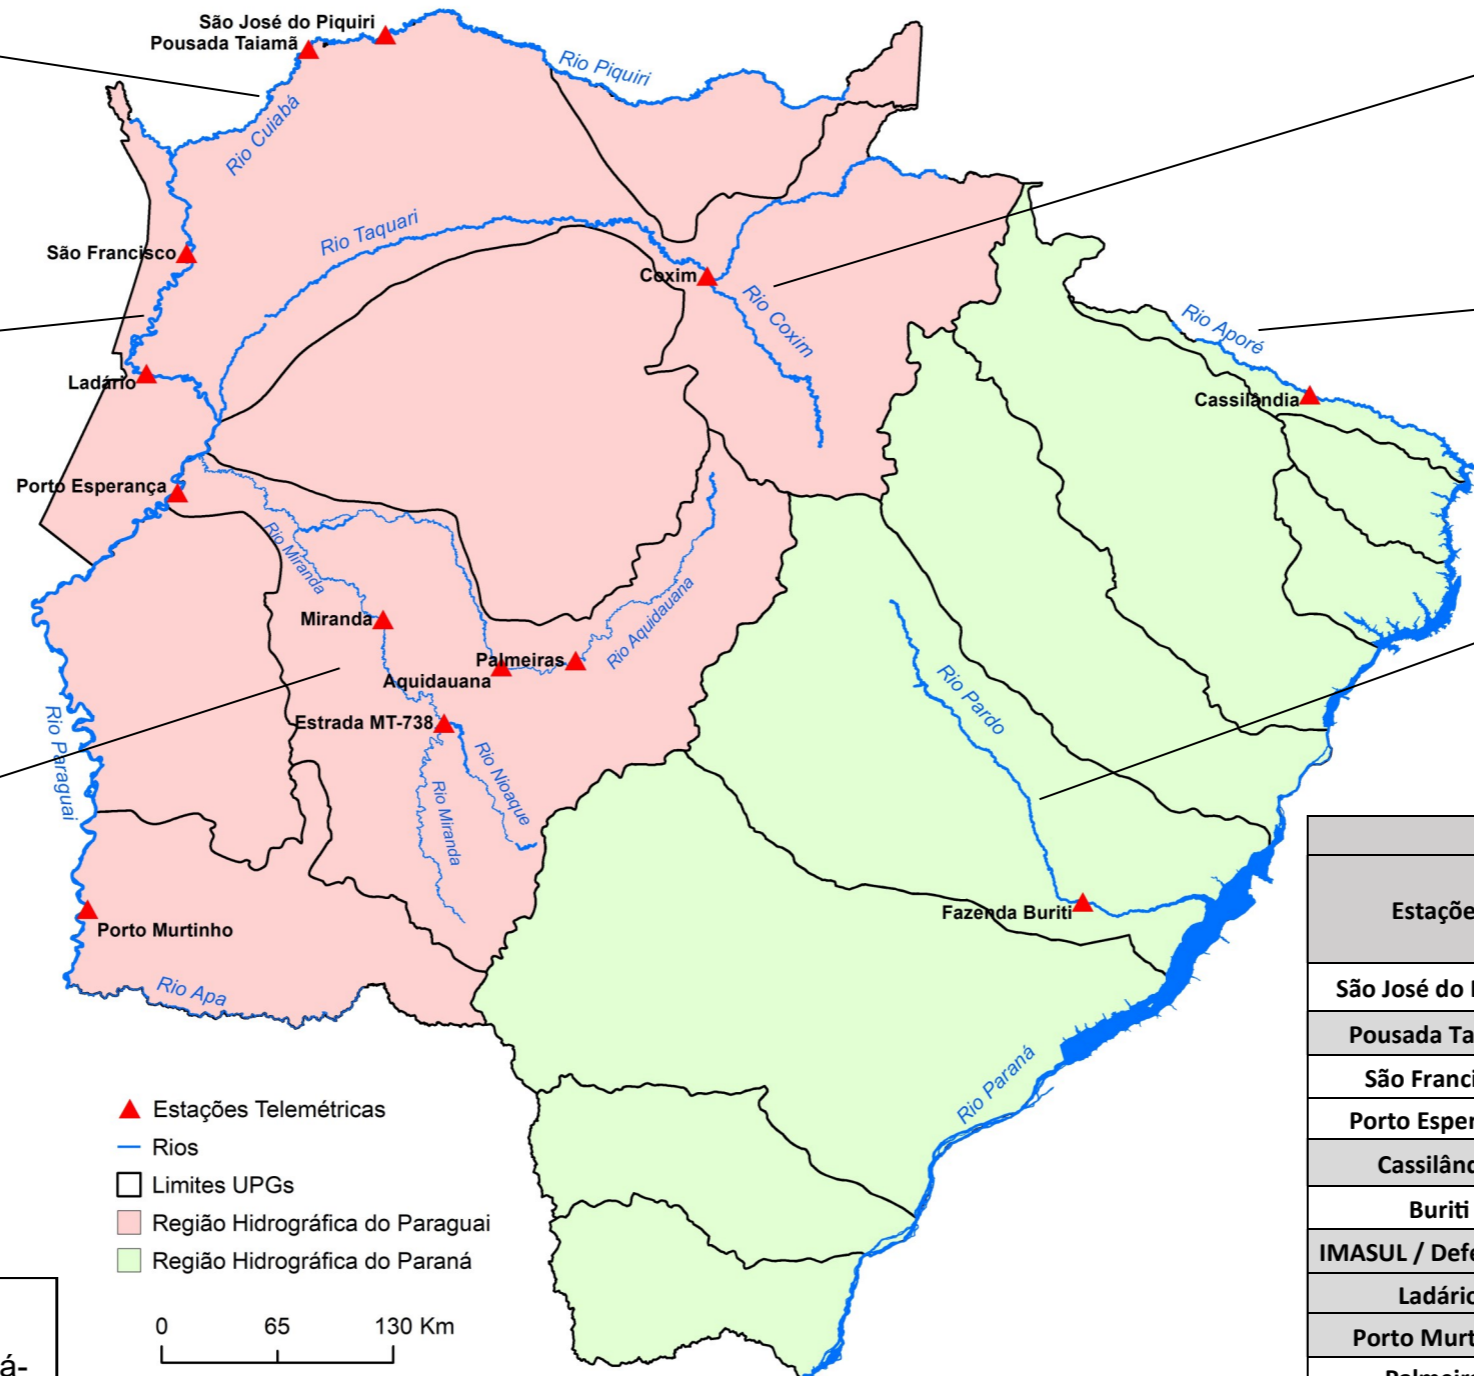 São José do Piquiri
Pousada Taiamã
Rio Piquiri
Rio Cuiabá
Rio Taquari
São Francisco
Coxim
Rio Coxim
Rio Aporé
Ladário
Cassilândia
Porto Esperança
Rio Miranda
Miranda
Rio Aquidauana
Palmeiras
Aquidauana
Rio Pardo
Estrada MT-738
Rio Paraguai
Rio Nioaque
Rio Miranda
Fazenda Buriti
Porto Murtinho
Rio Apa
Rio Paraná
Estações Telemétricas
Rios
Limites UPGs
Região Hidrográfica do Paraguai
Região Hidrográfica do Paraná
0 65 130 Km
á-
Estaçõe
São José do
Pousada Ta
São Franci
Porto Esper
Cassilând
Buriti
IMASUL / Defe
Ladário
Porto Murt